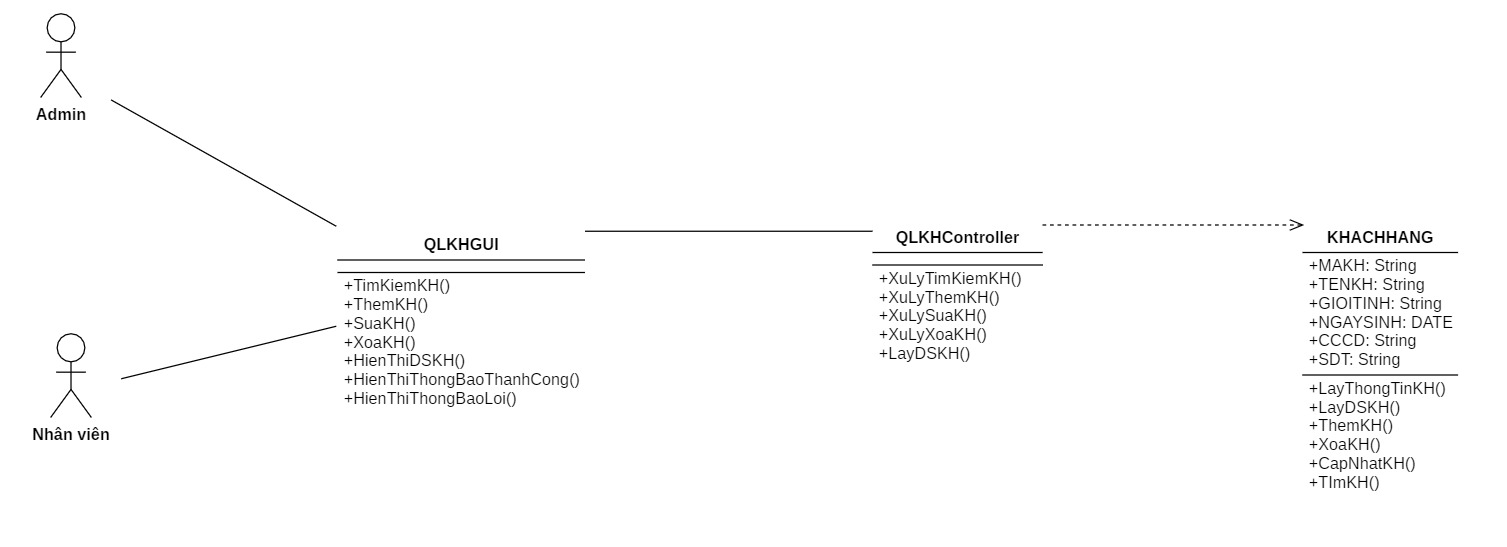 Admin
Nhân viên
QLKHGUI
+TimKiemKH()
+ThemKH()
+SuaKH()
+XoaKH()
+HienThiDSKH()
+HienThiThongBaoThanhCong()
+HienThiThongBaoLoi()
QLKHController
+XuLyTimKiemKH()
+XuLyThemKH()
+XuLySuaKH()
+XuLyXoaKH()
+LayDSKH()
KHACHHANG
+MAKH: String
+TENKH: String
+GIOITINH: String
+NGAYSINH: DATE
+CCCD: String
+SDT: String
+LayThongTinKH()
+LayDSKH()
+ThemKH()
+XoaKH()
+CapNhatKH()
+TImKH()